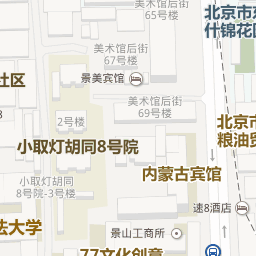 美术馆后街
65号楼
北京市东
什锦花园
美术馆后街
67号楼
景美宾馆
社区
美术馆后街
69号楼
2号楼
北京市
粮油贸
小取灯胡同8号院
内蒙古宾馆
小取灯胡同
8号院-3号楼
速8酒店
法大学
景山工商所
77文化创意